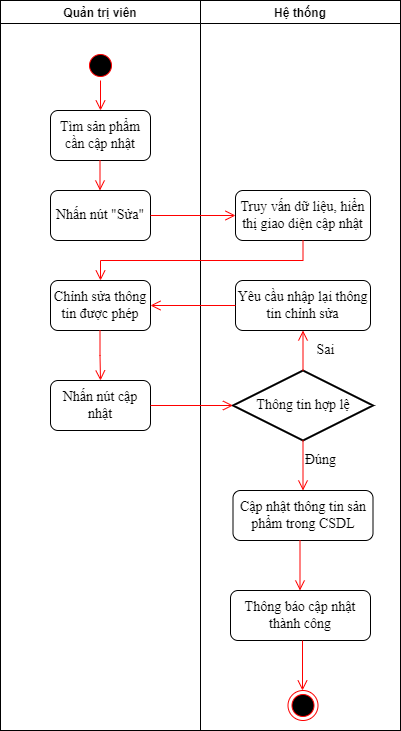 Quản trị viên
Hệ thống
Tìm sản phẩm
cần cập nhật
Nhấn nút "Sửa"
Truy vấn dữ liệu, hiển
thị giao diện cập nhật
Chỉnh sửa thông
tin được phép
Yêu cầu nhập lại thông
tin chỉnh sửa
Sai
Nhấn nút cập
nhật
Thông tin hợp lệ
Đúng
Cập nhật thông tin sản
phẩm trong CSDL
Thông báo cập nhật
thành công